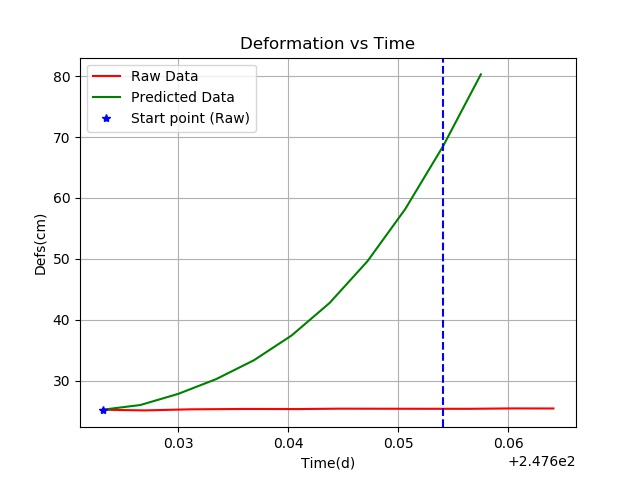 Deformation vs Time
Raw Data
Predicted Data
Start point (Raw)
80
70
60
50
40
30
Defs(cm)
0.03 0.04 0.05 0.06
Time(d)
+2.476e2